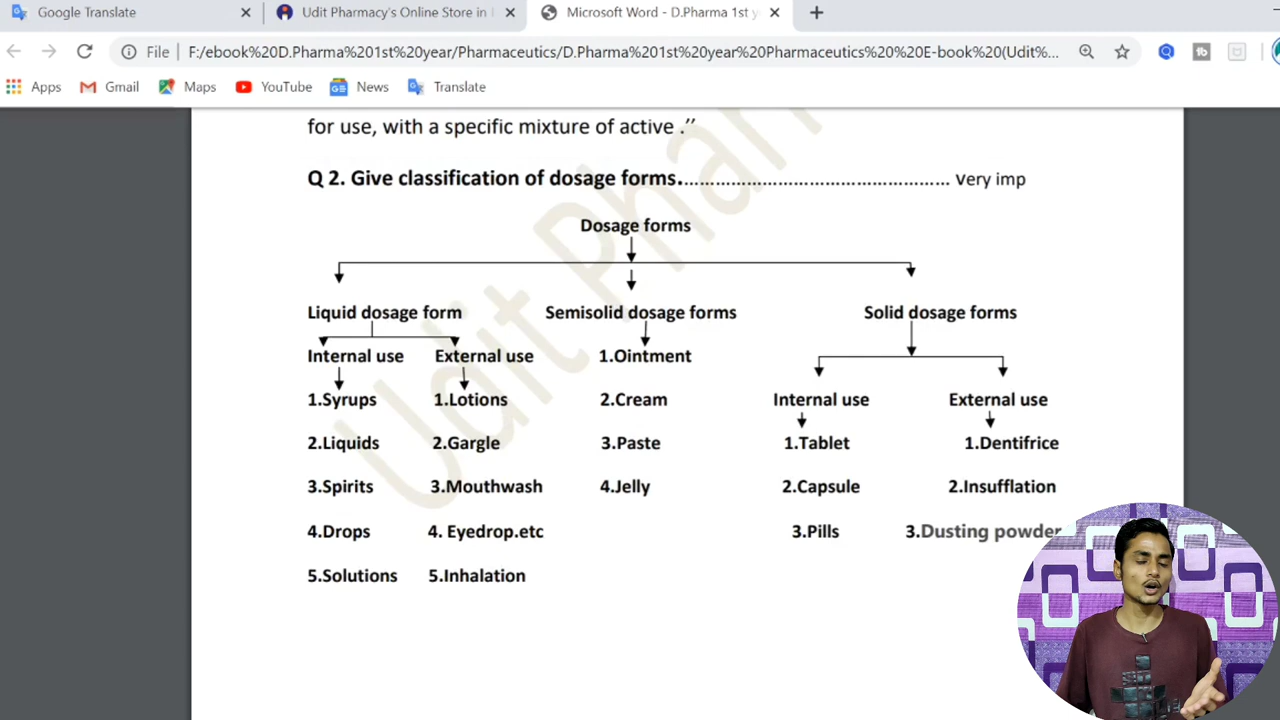 Google Translate
Udit Pharmacy's Online Store in
Microsoft Word - D.Pharma 1st y
File F:/ebook%20D.Pharma%201st%20year/Pharmaceutics/D.Pharma%201st%20year%20Pharmaceutics%20%20E-book%20(Udit%...
Apps Gmail Maps YouTube News Translate
for use, with a specific mixture of active .”
Q 2. Give classification of dosage forms.................................................. Very imp
Dosage forms
Liquid dosage form Semisolid dosage forms Solid dosage forms
Internal use External use 1.Ointment
1.Syrups 1.Lotions 2.Cream Internal use External use
2.Liquids 2.Gargle 3.Paste 1.Tablet 1.Dentifrice
3.Spirits 3.Mouthwash 4.Jelly 2.Capsule 2.Insufflation
4.Drops 4. Eyedrop.etc 3.Pills 3.Dusting powder
5.Solutions 5.Inhalation
Udit Phar